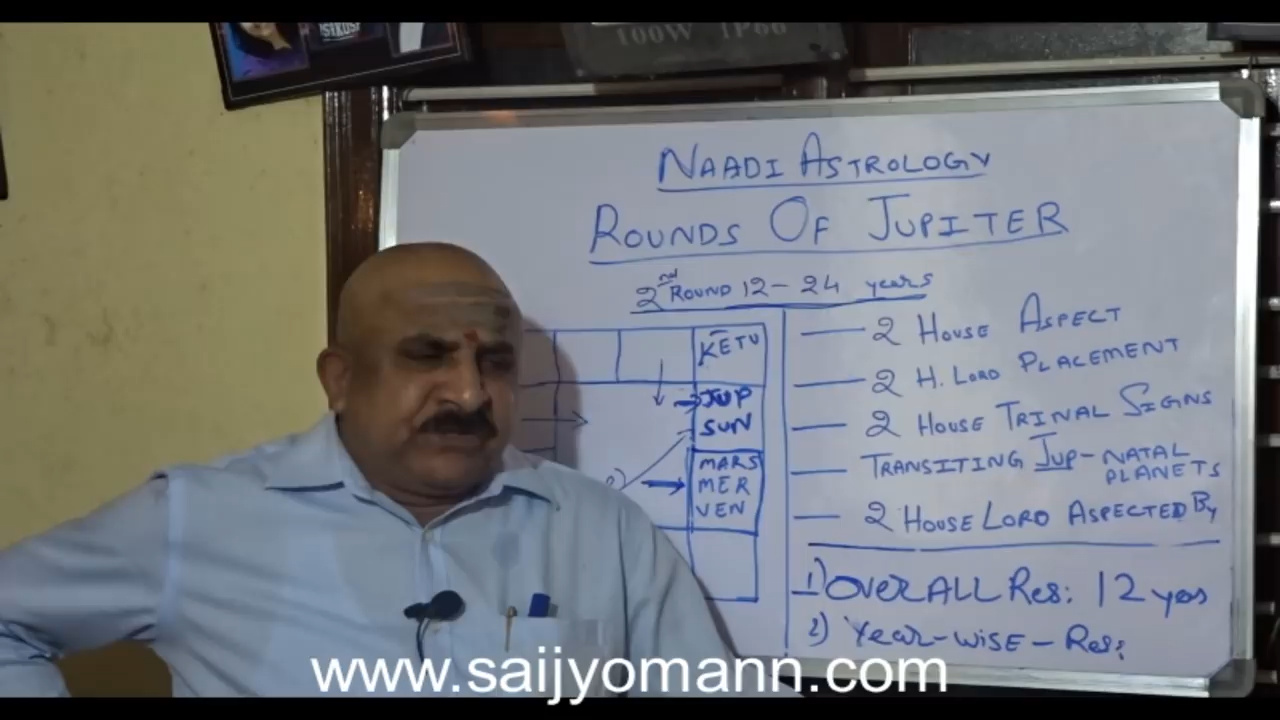 100W IP66
NAADI ASTROLOGY
ROUNDS OF JUPITER
2nd ROUND 12-24 years
KETU
JUP
SUN
MARS
MER
VEN
2 HOUSE ASPECT
2 H. LORD PLACEMENT
2 HOUSE TRINAL SIGNS
TRANSITING JUP-NATAL
PLANETS
2 HOUSE LORD ASPECTED By
1) OVERALL Res: 12 yes
2) Year-wise-Res:
www.saijyomann.com